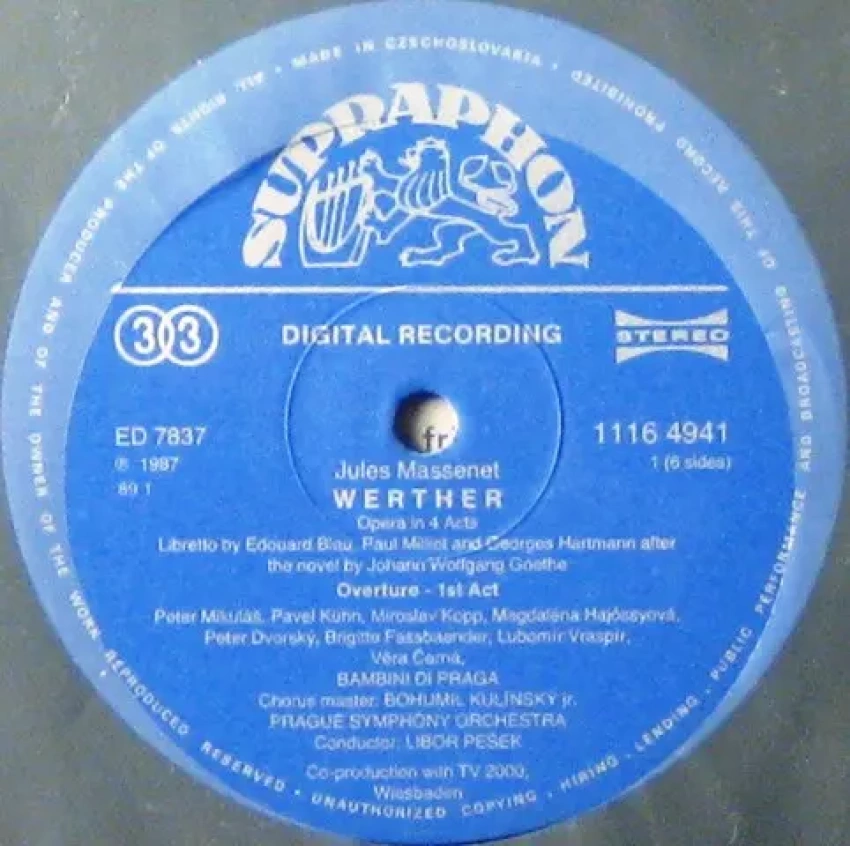 ALL RIGHTS OF THE PRODUCER AND OF THE OWNER OF THE WORK REPRODUCED RESERVED • UNAUTHORIZED COPYING • HIRING • LENDING • PUBLIC PERFORMANCE AND BROADCASTING OF THIS RECORD PROHIBITED • MADE IN CZECHOSLOVAKIA •
SUPRAPHON
33 DIGITAL RECORDING STEREO
fr
ED 7837 1116 4941
℗ 1987 1 (6 sides)
89 1
Jules Massenet
WERTHER
Opera in 4 Acts
Libretto by Edouard Blau, Paul Milliet and Georges Hartmann after
the novel by Johann Wolfgang Goethe
Overture - 1st Act
Peter Mikuláš, Pavel Kühn, Miroslav Kopp, Magdaléna Hajóssyová,
Peter Dvorský, Brigitte Fassbaender, Lubomír Vraspír,
Věra Černá,
BAMBINI DI PRAGA
Chorus master: BOHUMIL KULÍNSKÝ jr.
PRAGUE SYMPHONY ORCHESTRA
Conductor: LIBOR PEŠEK
Co-production with TV 2000,
Wiesbaden